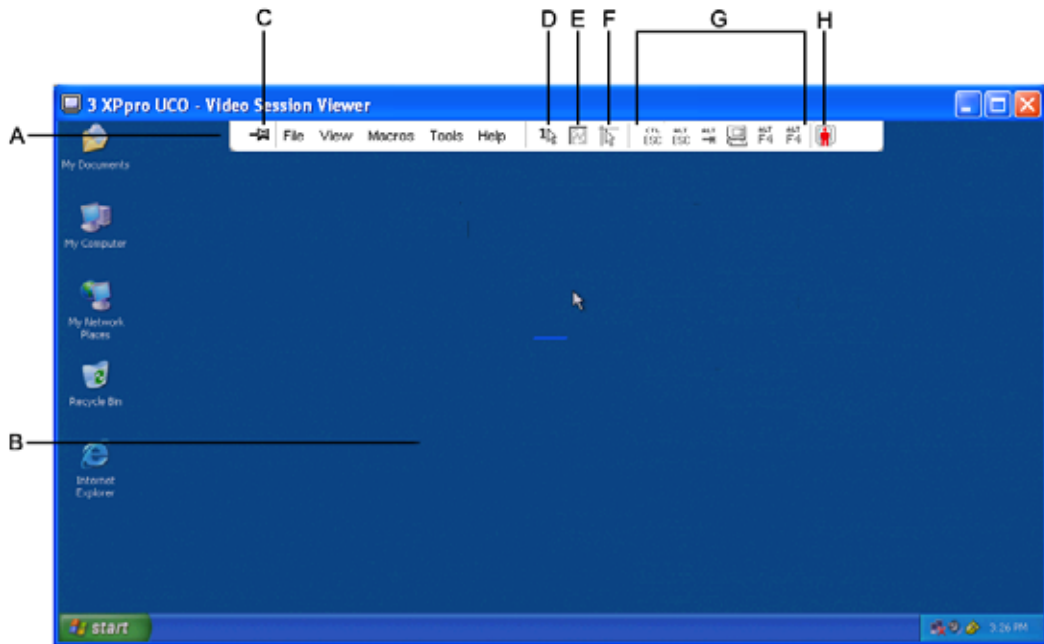 C
D
E
F
G
H
3 XPpro UCO - Video Session Viewer
A
File View Macros Tools Help
CTL ESC
ALT ESC
ALT
ALT F4
ALT F4
My Documents
My Computer
My Network
Places
Recycle Bin
B
Internet
Explorer
start
3:26 PM